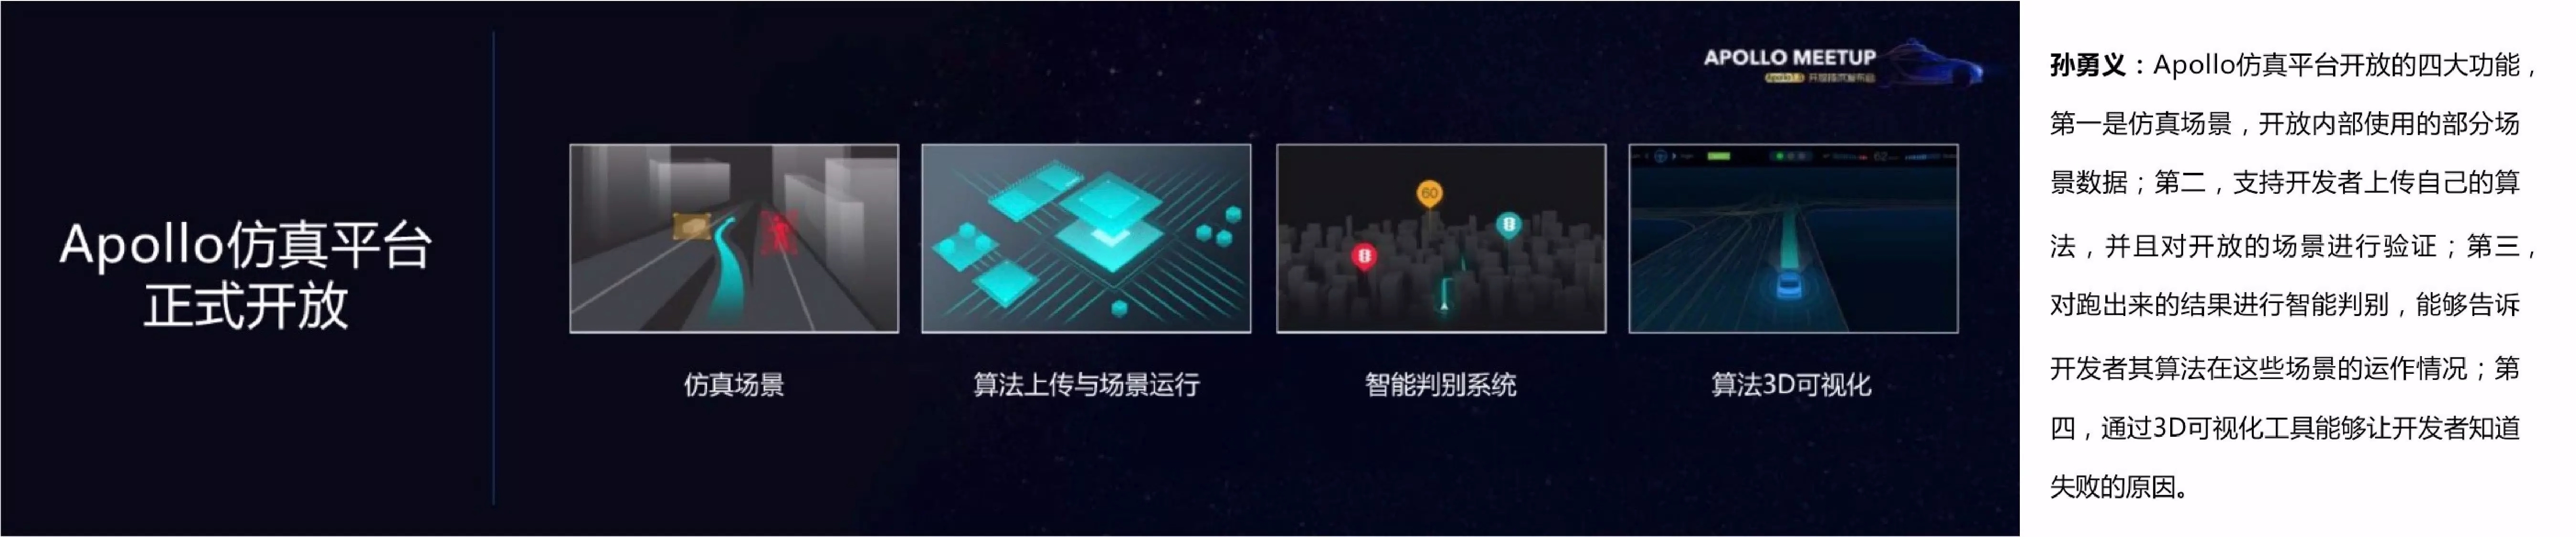 APOLLO MEETUP
Apollo仿真平台
正式开放
60
62
仿真场景
算法上传与场景运行
智能判别系统
算法3D可视化
孙勇义：Apollo仿真平台开放的四大功能，
第一是仿真场景，开放内部使用的部分场
景数据；第二，支持开发者上传自己的算
法，并且对开放的场景进行验证；第三，
对跑出来的结果进行智能判别，能够告诉
开发者其算法在这些场景的运作情况；第
四，通过3D可视化工具能够让开发者知道
失败的原因。